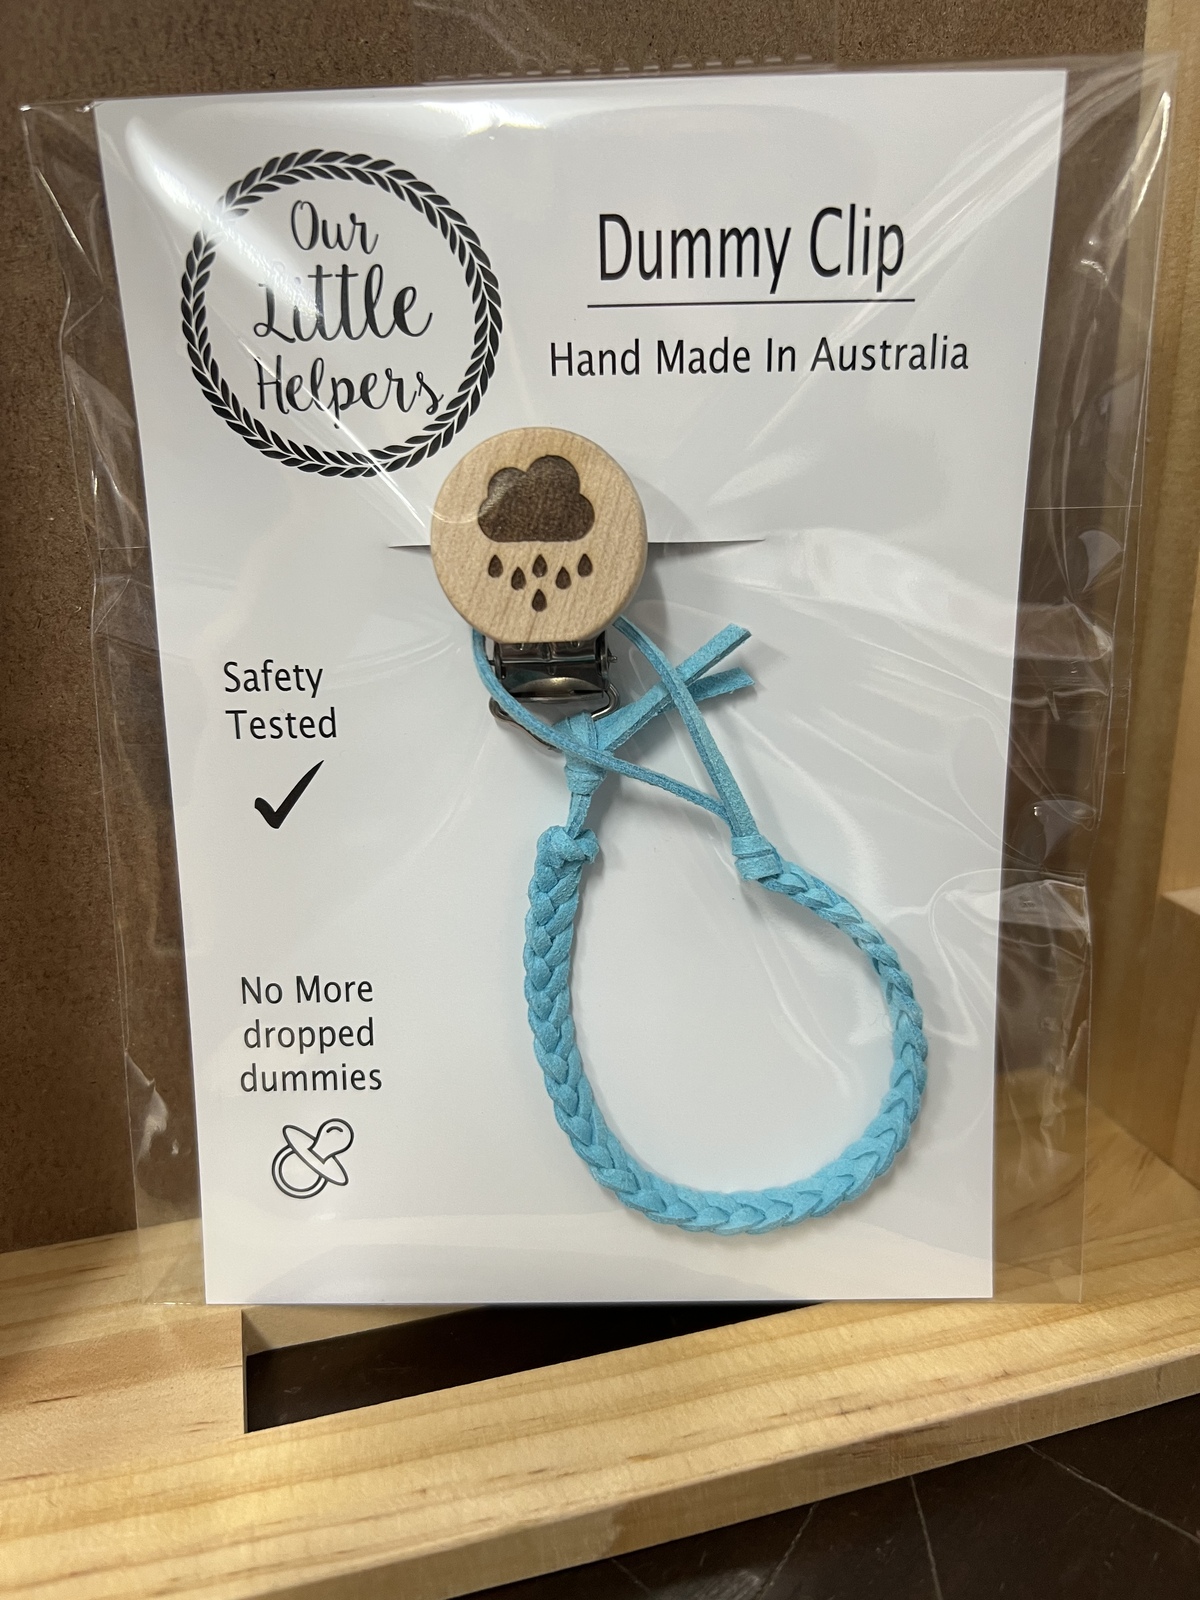 Our
Little
Helpers
Dummy Clip
Hand Made In Australia
Safety
Tested
No More
dropped
dummies